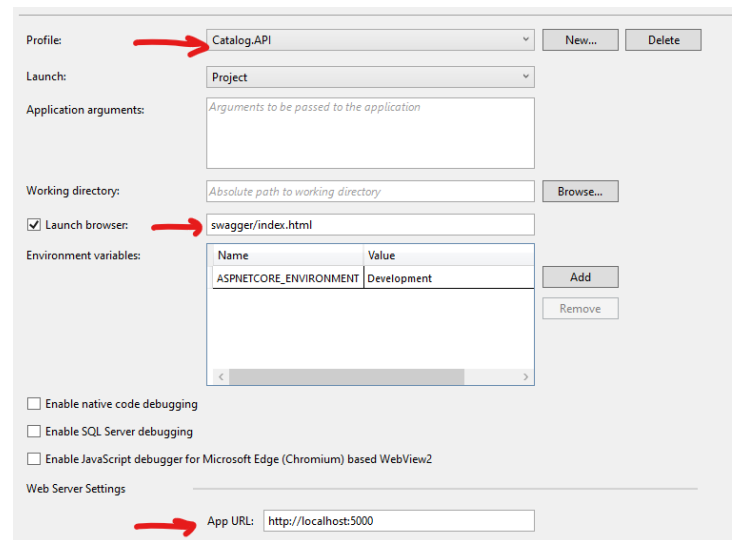 Profile: Catalog.API New... Delete
Launch: Project
Application arguments: Arguments to be passed to the application
Working directory: Absolute path to working directory Browse...
Launch browser: swagger/index.html
Environment variables: Name Value
ASPNETCORE_ENVIRONMENT Development Add
Remove
Enable native code debugging
Enable SQL Server debugging
Enable JavaScript debugger for Microsoft Edge (Chromium) based WebView2
Web Server Settings
App URL: http://localhost:5000